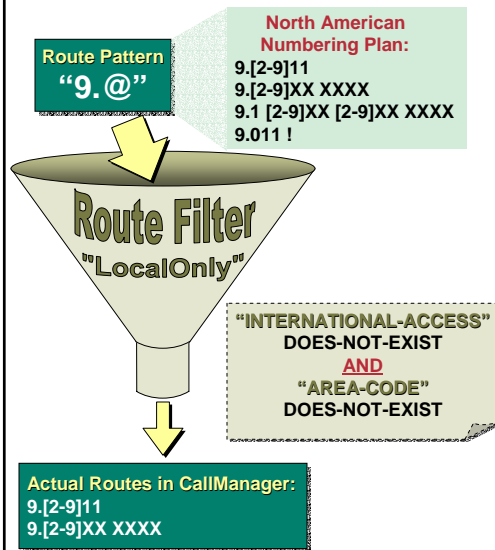 Route Pattern
“9.@”
North American
Numbering Plan:
9.[2-9]11
9.[2-9]XX XXXX
9.1 [2-9]XX [2-9]XX XXXX
9.011 !
Route Filter
"LocalOnly"
“INTERNATIONAL-ACCESS”
DOES-NOT-EXIST
AND
“AREA-CODE”
DOES-NOT-EXIST
Actual Routes in CallManager:
9.[2-9]11
9.[2-9]XX XXXX